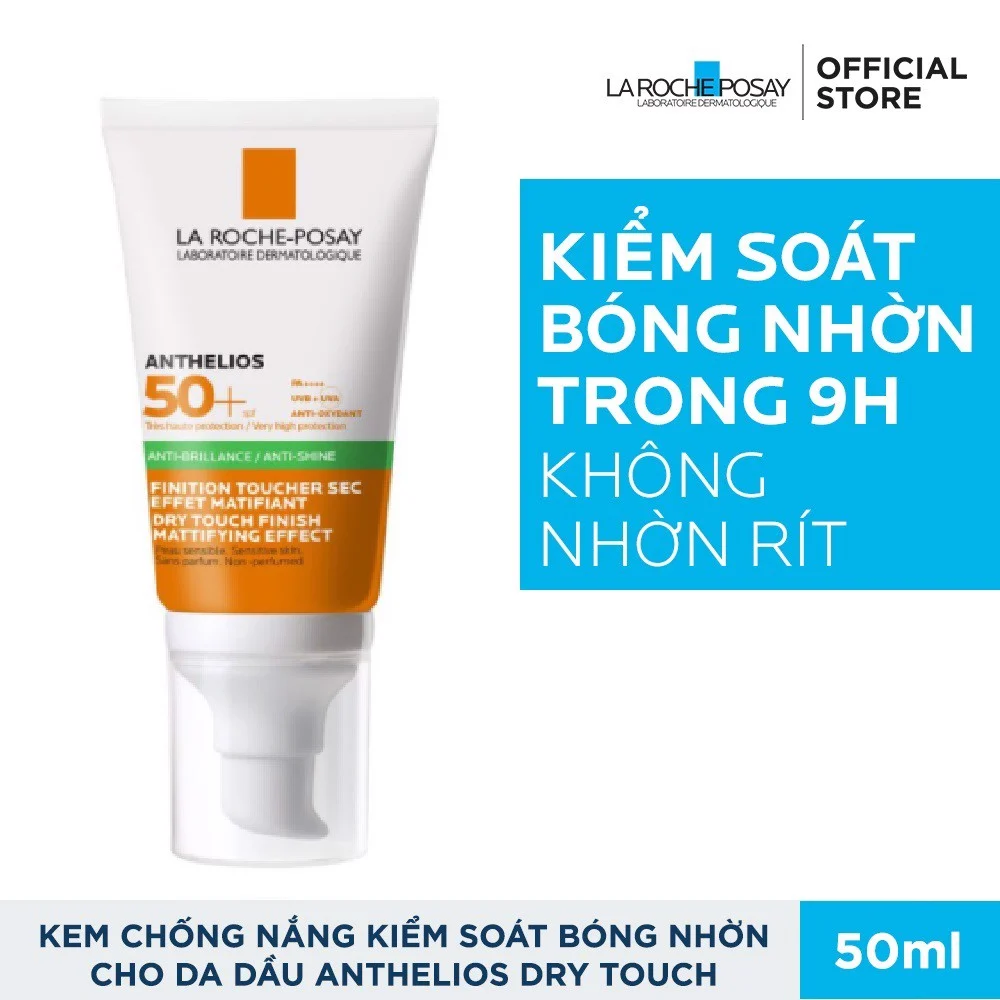 LA ROCHE POSAY
LABORATOIRE DERMATOLOGIQUE
OFFICIAL
STORE
LA ROCHE-POSAY
LABORATOIRE DERMATOLOGIQUE
ANTHELIOS
50+
SPF
PA++++
UVB + UVA
ANTI-OXYDANT
Très haute protection / Very high protection
ANTI-BRILLANCE / ANTI-SHINE
FINITION TOUCHER SEC
EFFET MATIFIANT
DRY TOUCH FINISH
MATTIFYING EFFECT
Peau sensible. Sensitive skin.
Sans parfum. Non-perfumed.
KIỂM SOÁT
BÓNG NHỜN
TRONG 9H
KHÔNG
NHỜN RÍT
KEM CHỐNG NẮNG KIỂM SOÁT BÓNG NHỜN
CHO DA DẦU ANTHELIOS DRY TOUCH
50ml